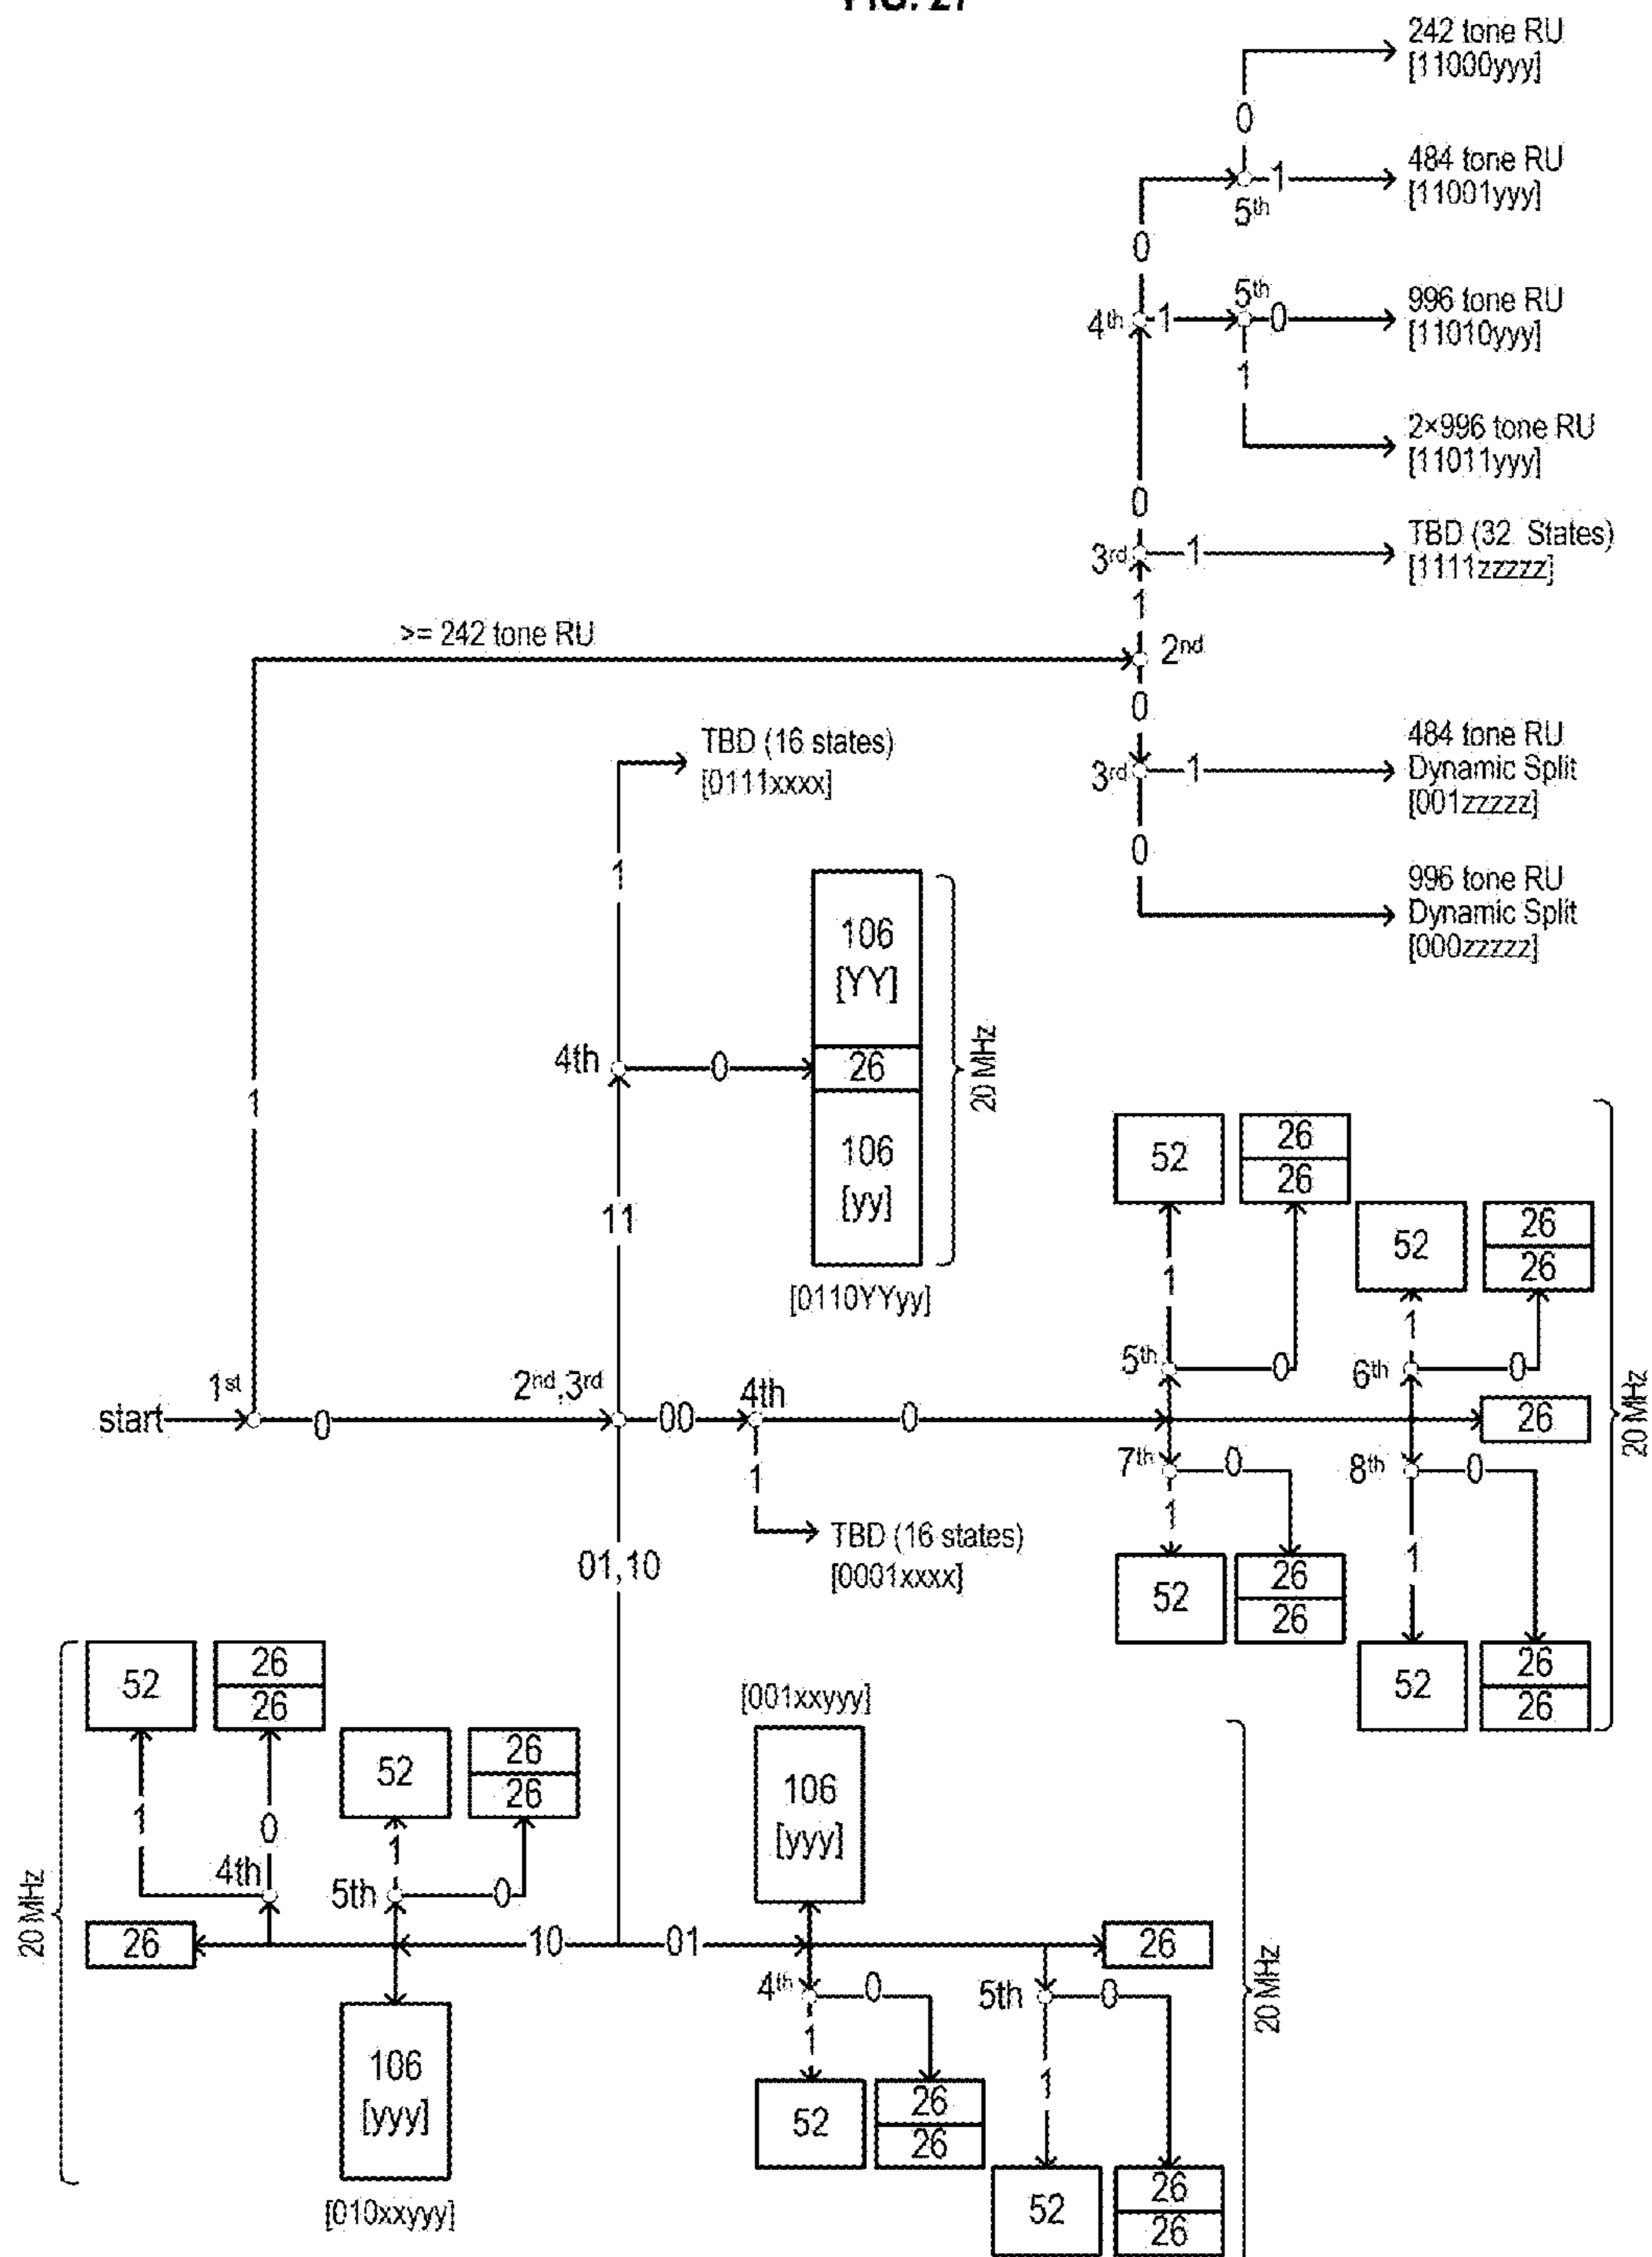 FIG. 27
242 tone RU
[11000yyy]
0
484 tone RU
[11001yyy]
1
5th
0
5th
996 tone RU
[11010yyy]
4th
1
0
1
2×996 tone RU
[11011yyy]
0
TBD (32 States)
[1111zzzzz]
3rd
1
1
>= 242 tone RU
2nd
0
TBD (16 states)
[0111xxxx]
484 tone RU
Dynamic Split
[001zzzzz]
3rd
1
0
1
996 tone RU
Dynamic Split
[000zzzzz]
106
[YY]
4th
0
26
20 MHz
1
106
[yy]
11
[0110YYyy]
52
26
26
52
26
26
1
1
5th
0
6th
0
start
1st
0
2nd,3rd
00
4th
0
26
20 MHz
7th
0
8th
0
1
1
1
TBD (16 states)
[0001xxxx]
01,10
52
26
26
52
26
26
52
26
26
52
26
26
1
0
1
4th
5th
0
20 MHz
26
10
106
[yyy]
[010xxyyy]
[001xxyyy]
106
[yyy]
01
26
20 MHz
4th
0
5th
0
1
1
52
26
26
52
26
26